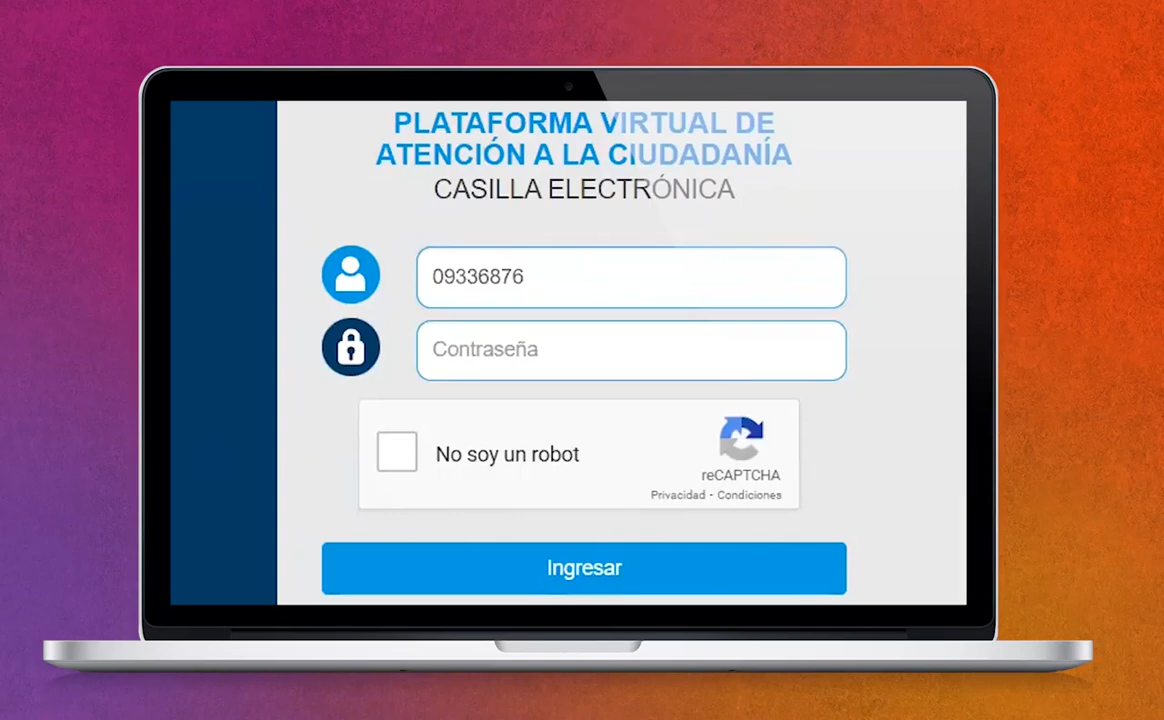 PLATAFORMA VIRTUAL DE
ATENCIÓN A LA CIUDADANÍA
CASILLA ELECTRÓNICA
09336876
Contraseña
No soy un robot
reCAPTCHA
Privacidad - Condiciones
Ingresar